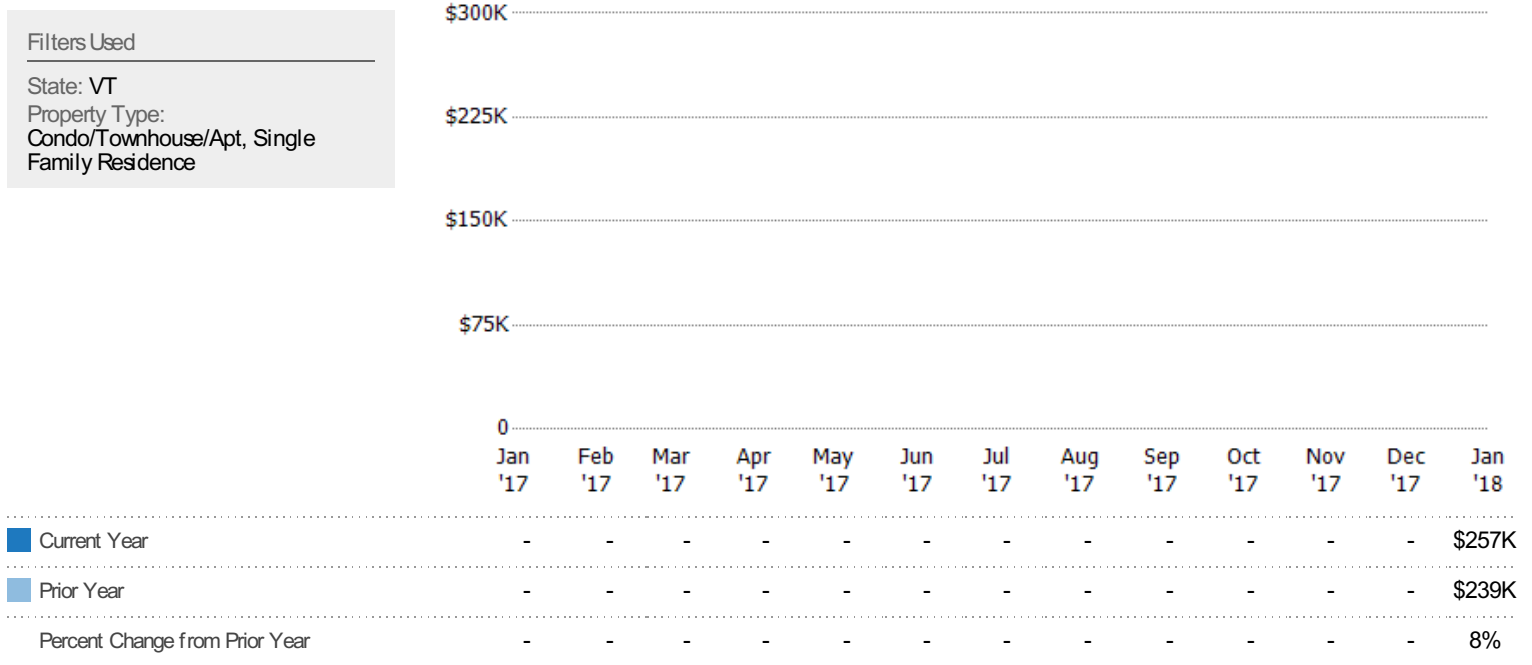 Filters Used
State: VT
Property Type:
Condo/Townhouse/Apt, Single
Family Residence
$300K
$225K
$150K
$75K
0
Jan Feb Mar Apr May Jun Jul Aug Sep Oct Nov Dec Jan
'17 '17 '17 '17 '17 '17 '17 '17 '17 '17 '17 '17 '18
Current Year - - - - - - - - - - - - $257K
Prior Year - - - - - - - - - - - - $239K
Percent Change from Prior Year - - - - - - - - - - - - 8%